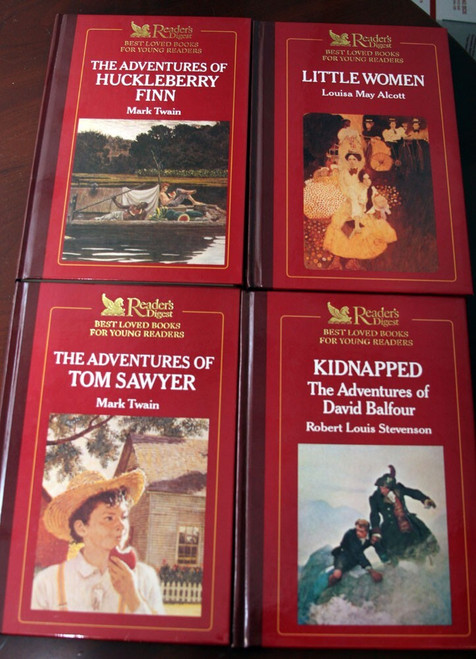 Reader's
Digest
BEST LOVED BOOKS
FOR YOUNG READERS
THE ADVENTURES OF
HUCKLEBERRY
FINN
Mark Twain
Reader's
Digest
BEST LOVED BOOKS
FOR YOUNG READERS
LITTLE WOMEN
Louisa May Alcott
Reader's
Digest
BEST LOVED BOOKS
FOR YOUNG READERS
THE ADVENTURES OF
TOM SAWYER
Mark Twain
Reader's
Digest
BEST LOVED BOOKS
FOR YOUNG READERS
KIDNAPPED
The Adventures of
David Balfour
Robert Louis Stevenson